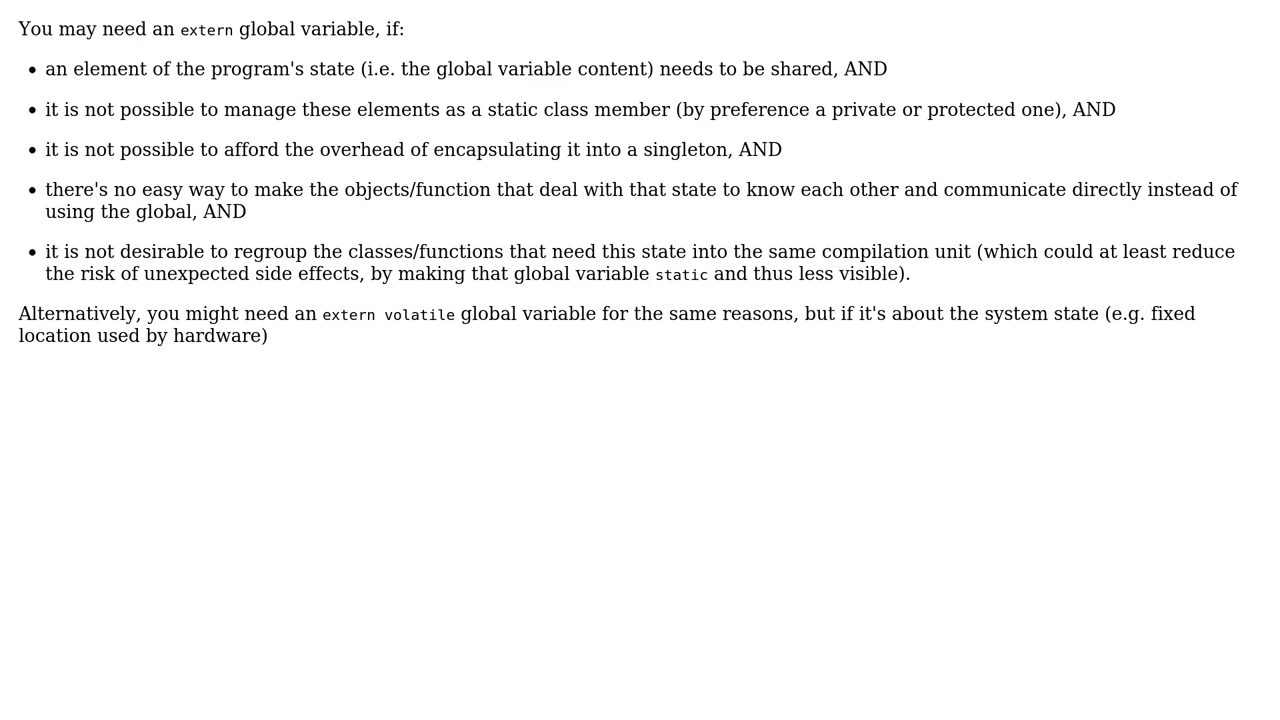 You may need an extern global variable, if:
• an element of the program's state (i.e. the global variable content) needs to be shared, AND
• it is not possible to manage these elements as a static class member (by preference a private or protected one), AND
• it is not possible to afford the overhead of encapsulating it into a singleton, AND
• there's no easy way to make the objects/function that deal with that state to know each other and communicate directly instead of
using the global, AND
• it is not desirable to regroup the classes/functions that need this state into the same compilation unit (which could at least reduce
the risk of unexpected side effects, by making that global variable static and thus less visible).
Alternatively, you might need an extern volatile global variable for the same reasons, but if it's about the system state (e.g. fixed
location used by hardware)